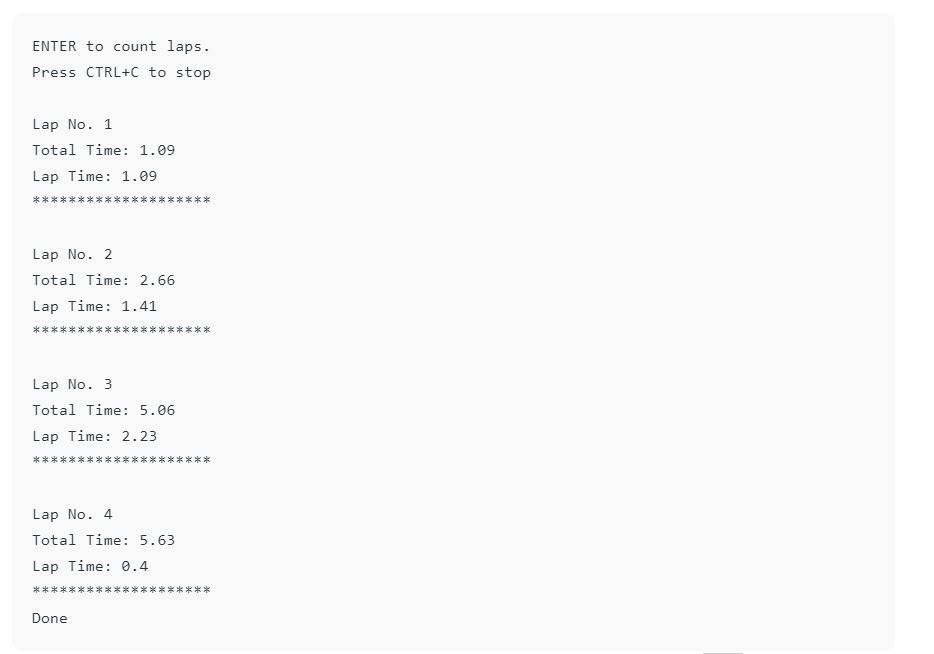 ENTER to count laps.
Press CTRL+C to stop
Lap No. 1
Total Time: 1.09
Lap Time: 1.09
********************
Lap No. 2
Total Time: 2.66
Lap Time: 1.41
********************
Lap No. 3
Total Time: 5.06
Lap Time: 2.23
********************
Lap No. 4
Total Time: 5.63
Lap Time: 0.4
********************
Done